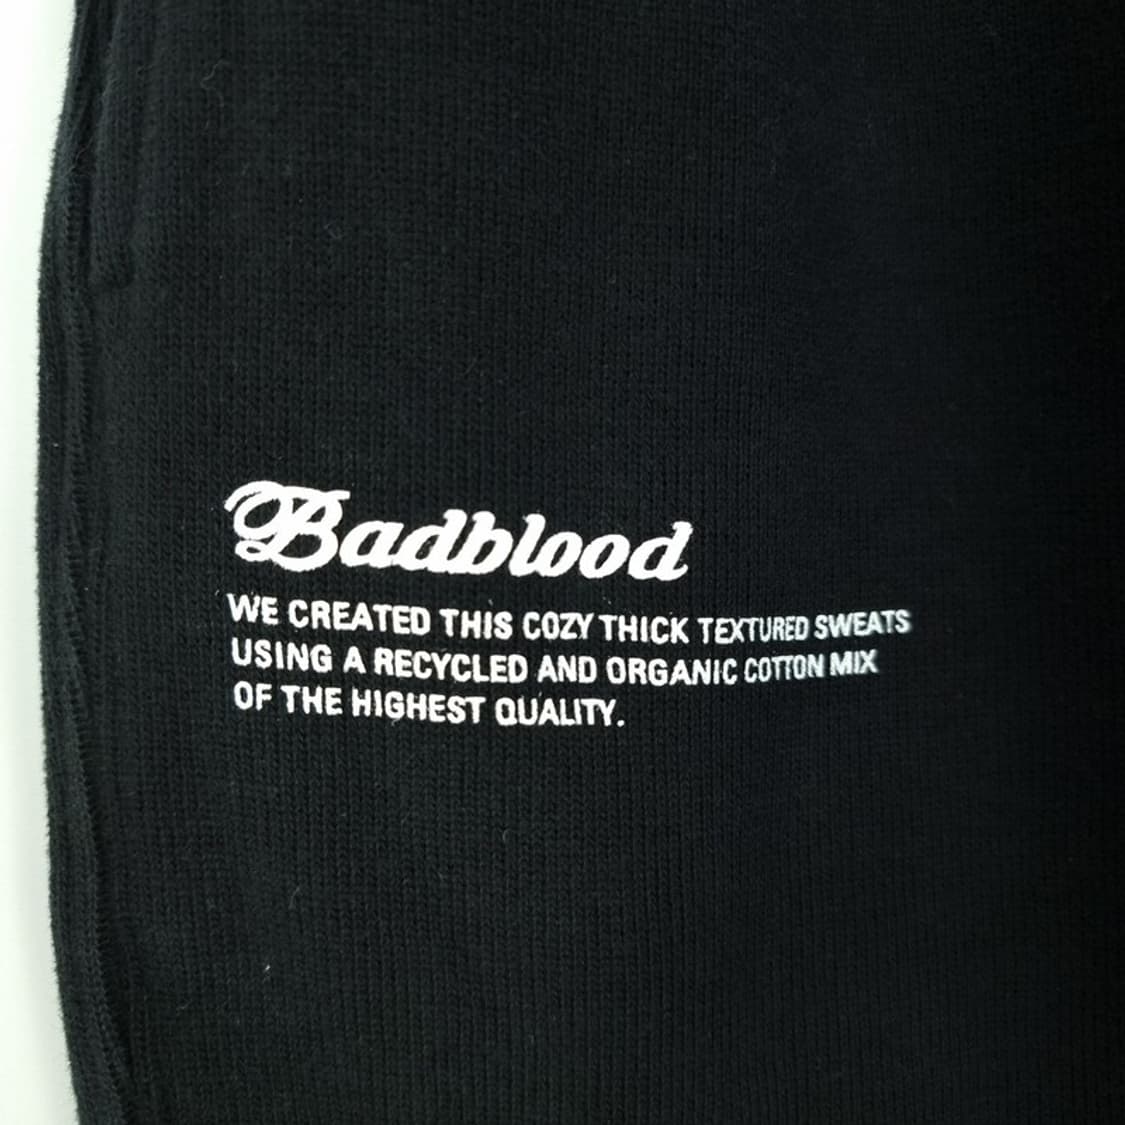 Badblood
WE CREATED THIS COZY THICK TEXTURED SWEATS
USING A RECYCLED AND ORGANIC COTTON MIX
OF THE HIGHEST QUALITY.